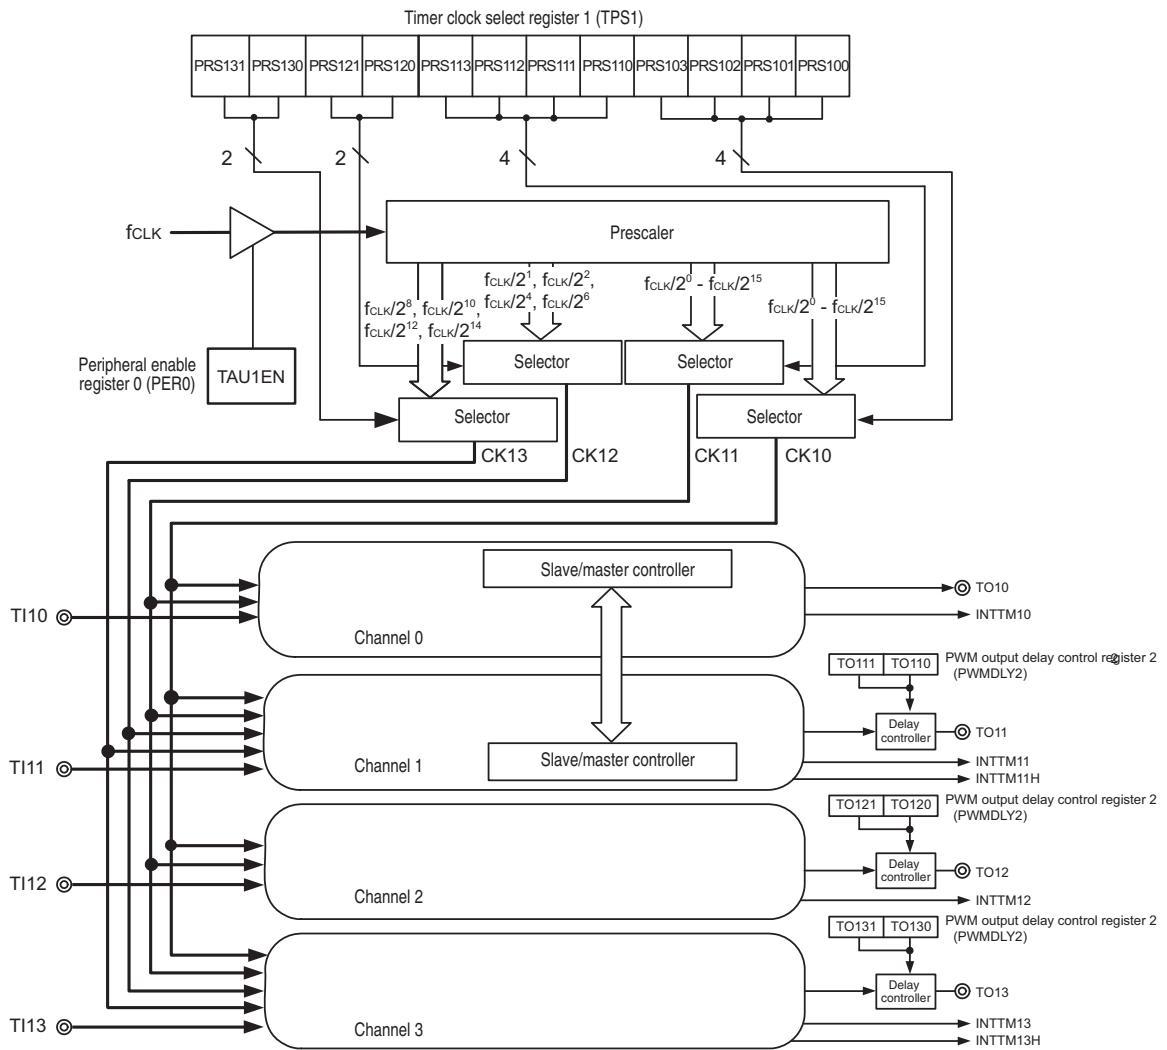 Timer clock select register 1 (TPS1)
PRS131 PRS130 PRS121 PRS120 PRS113 PRS112 PRS111 PRS110 PRS103 PRS102 PRS101 PRS100
2 2 4 4
fCLK
Prescaler
fCLK/2^8, fCLK/2^10,
fCLK/2^12, fCLK/2^14
fCLK/2^1, fCLK/2^2,
fCLK/2^4, fCLK/2^6
fCLK/2^0 - fCLK/2^15
fCLK/2^0 - fCLK/2^15
Peripheral enable
register 0 (PER0)
TAU1EN
Selector
Selector
Selector
Selector
CK13 CK12 CK11 CK10
Slave/master controller
TO10
TI10
INTTM10
Channel 0
TO111 TO110
PWM output delay control register 2
(PWMDLY2)
Delay
controller
TO11
Slave/master controller
TI11
Channel 1
INTTM11
INTTM11H
TO121 TO120
PWM output delay control register 2
(PWMDLY2)
Delay
controller
TO12
TI12
Channel 2
INTTM12
TO131 TO130
PWM output delay control register 2
(PWMDLY2)
Delay
controller
TO13
TI13
Channel 3
INTTM13
INTTM13H